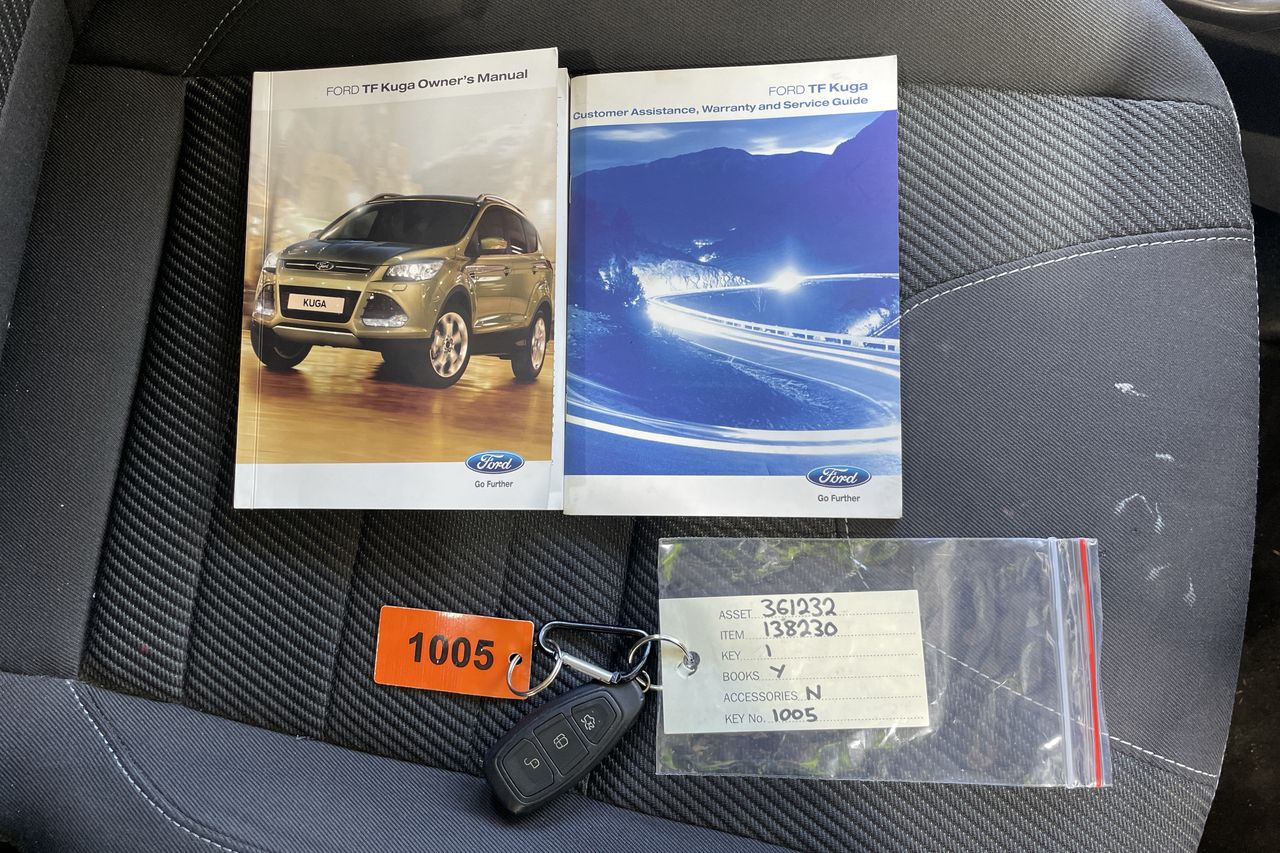 FORD TF Kuga Owner's Manual
KUGA
Ford
Go Further
FORD TF Kuga
Customer Assistance, Warranty and Service Guide
Ford
Go Further
1005
ASSET 361232
ITEM 138230
KEY 1
BOOKS Y
ACCESSORIES N
KEY No. 1005